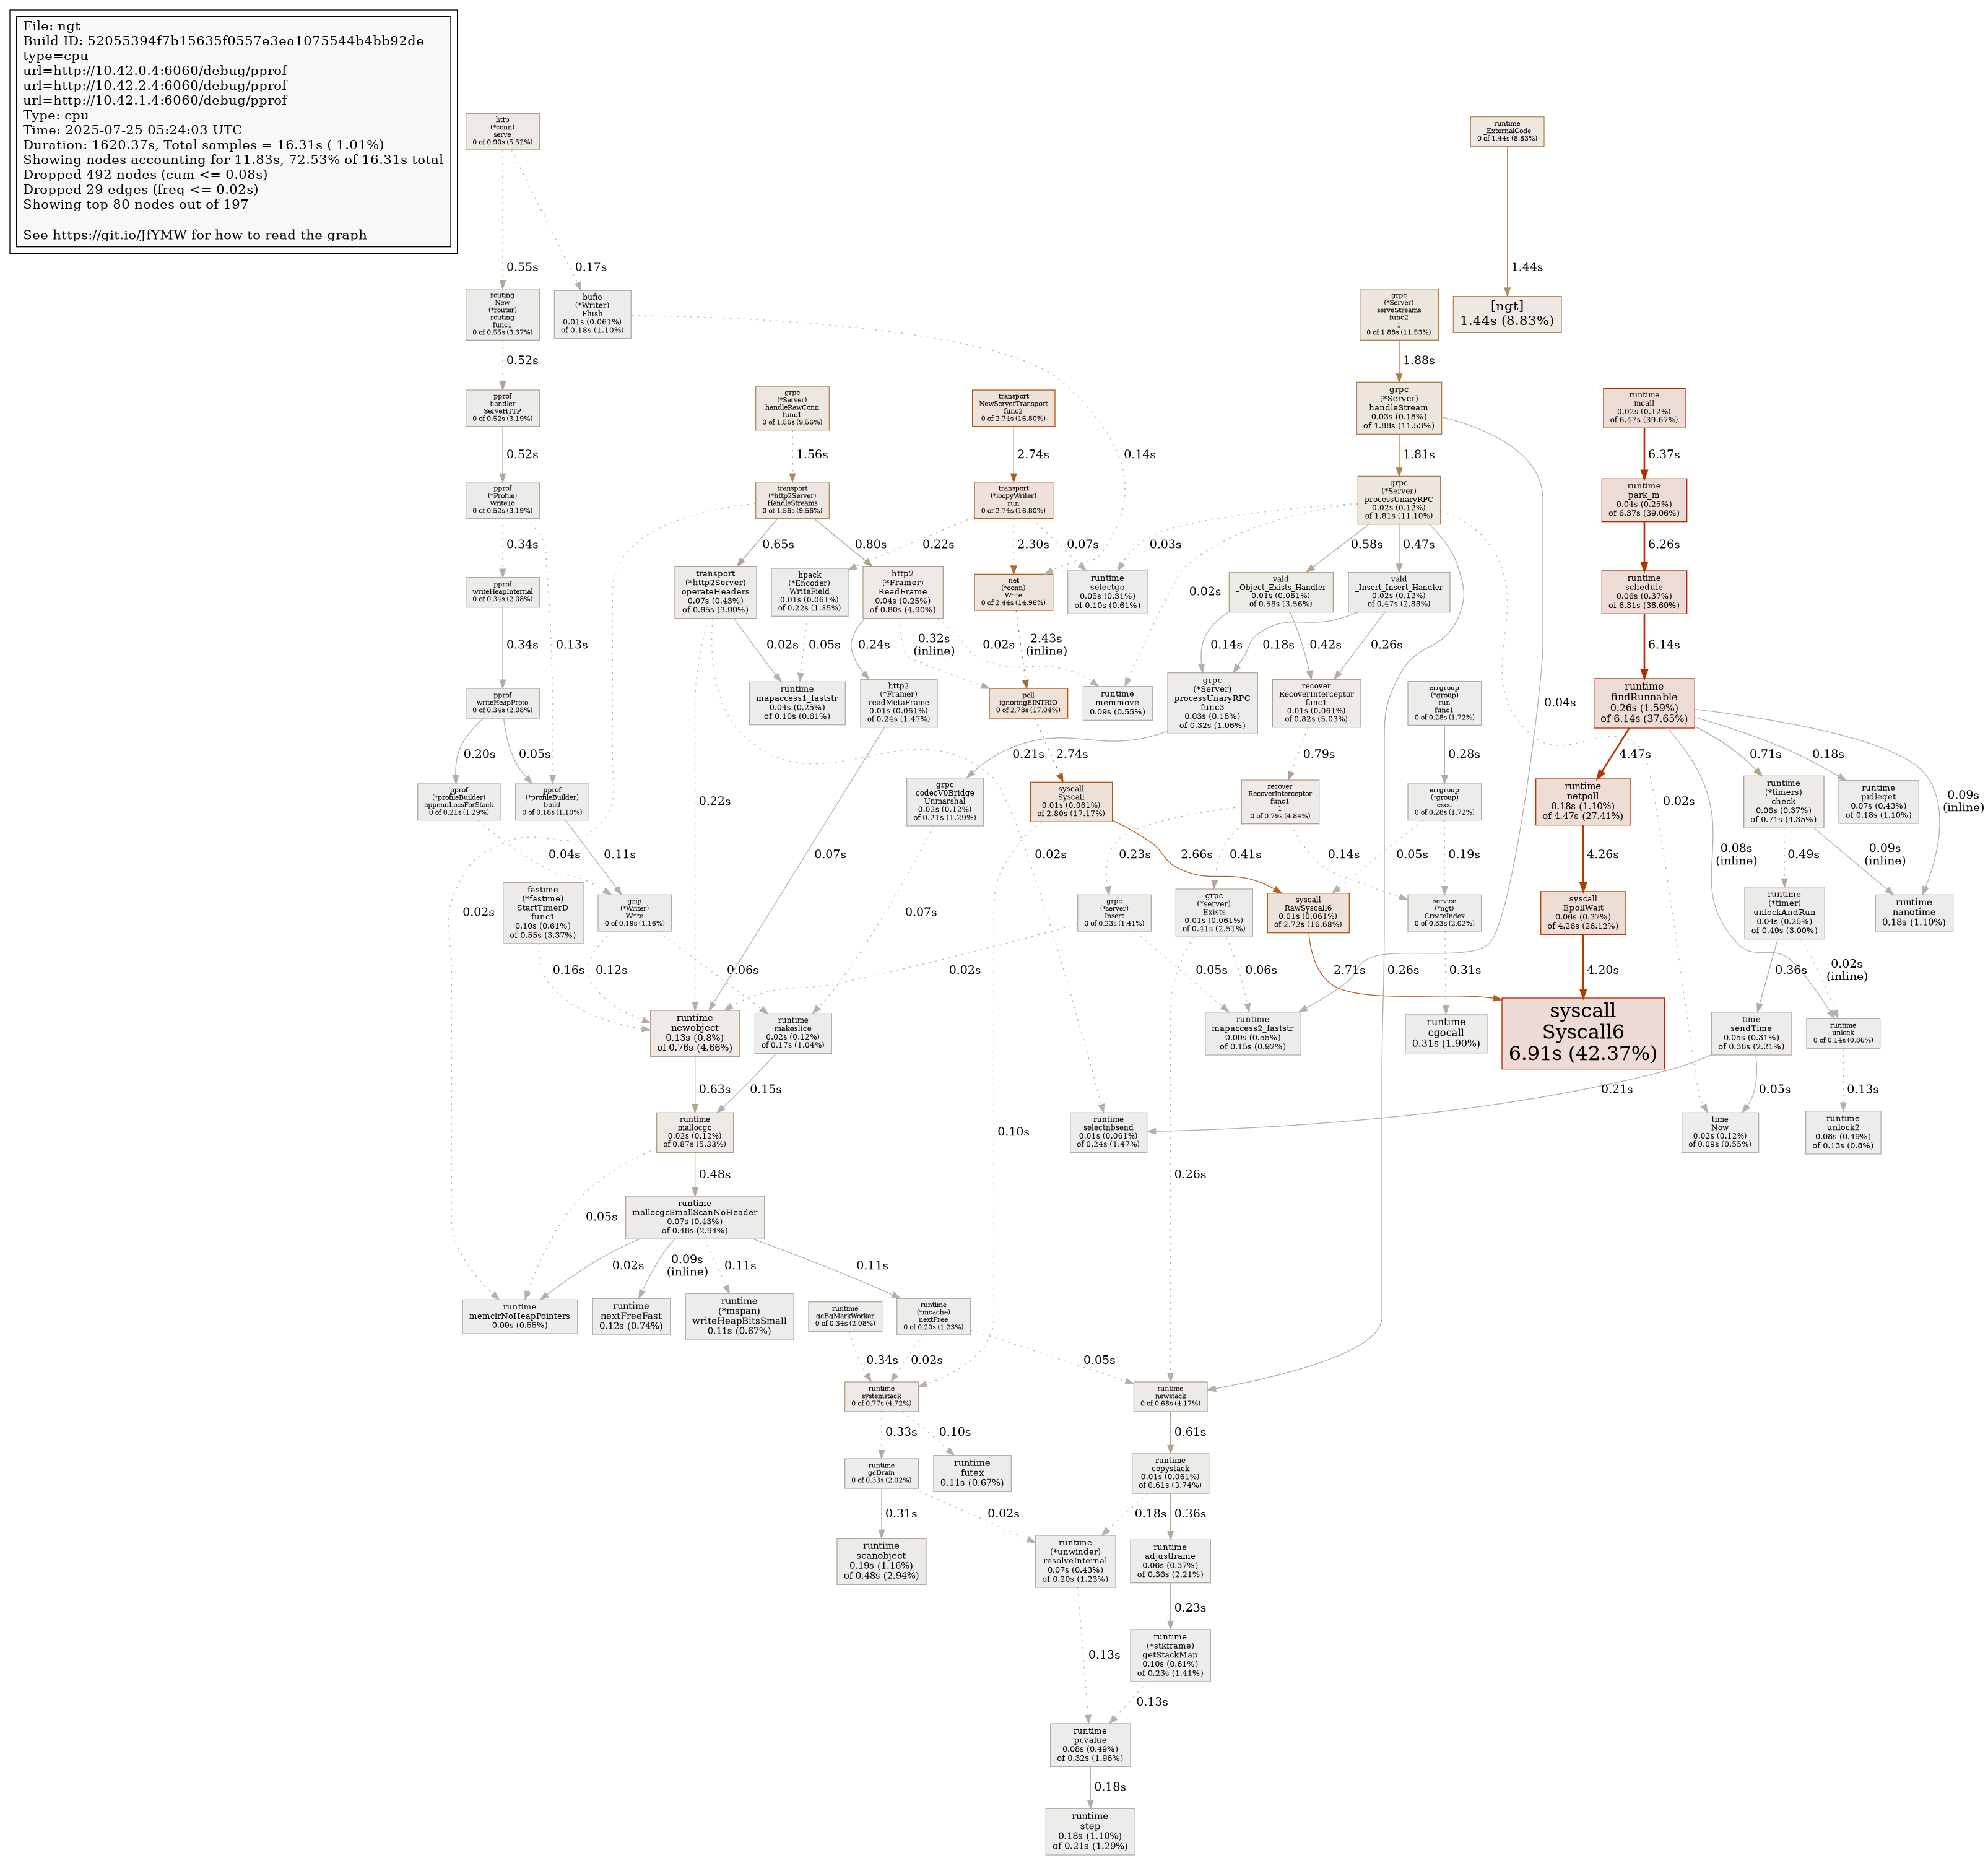 File: ngt
Build ID: 52055394f7b15635f0557e3ea1075544b4bb92de
type=cpu
url=http://10.42.0.4:6060/debug/pprof
url=http://10.42.2.4:6060/debug/pprof
url=http://10.42.1.4:6060/debug/pprof
Type: cpu
Time: 2025-07-25 05:24:03 UTC
Duration: 1620.37s, Total samples = 16.31s ( 1.01%)
Showing nodes accounting for 11.83s, 72.53% of 16.31s total
Dropped 492 nodes (cum <= 0.08s)
Dropped 29 edges (freq <= 0.02s)
Showing top 80 nodes out of 197
See https://git.io/JfYMW for how to read the graph
http
(*conn)
serve
0 of 0.90s (5.52%)
runtime
_ExternalCode
0 of 1.44s (8.83%)
0.55s
0.17s
1.44s
routing
New
(*router)
routing
func1
0 of 0.55s (3.37%)
bufio
(*Writer)
Flush
0.01s (0.061%)
of 0.18s (1.10%)
grpc
(*Server)
serveStreams
func2
1
0 of 1.88s (11.53%)
[ngt]
1.44s (8.83%)
0.52s
1.88s
pprof
handler
ServeHTTP
0 of 0.52s (3.19%)
grpc
(*Server)
handleRawConn
func1
0 of 1.56s (9.56%)
transport
NewServerTransport
func2
0 of 2.74s (16.80%)
grpc
(*Server)
handleStream
0.03s (0.18%)
of 1.88s (11.53%)
runtime
mcall
0.02s (0.12%)
of 6.47s (39.67%)
0.52s
1.56s
2.74s
0.14s
1.81s
6.37s
pprof
(*Profile)
WriteTo
0 of 0.52s (3.19%)
transport
(*http2Server)
HandleStreams
0 of 1.56s (9.56%)
transport
(*loopyWriter)
run
0 of 2.74s (16.80%)
grpc
(*Server)
processUnaryRPC
0.02s (0.12%)
of 1.81s (11.10%)
runtime
park_m
0.04s (0.25%)
of 6.37s (39.06%)
0.34s
0.65s
0.80s
0.22s
2.30s
0.07s
0.03s
0.58s
0.47s
6.26s
pprof
writeHeapInternal
0 of 0.34s (2.08%)
transport
(*http2Server)
operateHeaders
0.07s (0.43%)
of 0.65s (3.99%)
hpack
(*Encoder)
WriteField
0.01s (0.061%)
of 0.22s (1.35%)
http2
(*Framer)
ReadFrame
0.04s (0.25%)
of 0.80s (4.90%)
net
(*conn)
Write
0 of 2.44s (14.96%)
runtime
selectgo
0.05s (0.31%)
of 0.10s (0.61%)
0.02s
vald
_Object_Exists_Handler
0.01s (0.061%)
of 0.58s (3.56%)
vald
_Insert_Insert_Handler
0.02s (0.12%)
of 0.47s (2.88%)
runtime
schedule
0.06s (0.37%)
of 6.31s (38.69%)
0.34s
0.13s
0.02s
0.05s
0.24s
0.32s
(inline)
0.02s
2.43s
(inline)
0.14s
0.18s
0.42s
0.26s
6.14s
pprof
writeHeapProto
0 of 0.34s (2.08%)
runtime
mapaccess1_faststr
0.04s (0.25%)
of 0.10s (0.61%)
http2
(*Framer)
readMetaFrame
0.01s (0.061%)
of 0.24s (1.47%)
poll
ignoringEINTRIO
0 of 2.78s (17.04%)
runtime
memmove
0.09s (0.55%)
grpc
(*Server)
processUnaryRPC
func3
0.03s (0.18%)
of 0.32s (1.96%)
recover
RecoverInterceptor
func1
0.01s (0.061%)
of 0.82s (5.03%)
errgroup
(*group)
run
func1
0 of 0.28s (1.72%)
0.04s
runtime
findRunnable
0.26s (1.59%)
of 6.14s (37.65%)
0.20s
0.05s
0.21s
2.74s
0.79s
0.28s
4.47s
0.71s
0.18s
pprof
(*profileBuilder)
appendLocsForStack
0 of 0.21s (1.29%)
pprof
(*profileBuilder)
build
0 of 0.18s (1.10%)
0.22s
grpc
codecV0Bridge
Unmarshal
0.02s (0.12%)
of 0.21s (1.29%)
syscall
Syscall
0.01s (0.061%)
of 2.80s (17.17%)
recover
RecoverInterceptor
func1
1
0 of 0.79s (4.84%)
errgroup
(*group)
exec
0 of 0.28s (1.72%)
runtime
netpoll
0.18s (1.10%)
of 4.47s (27.41%)
0.02s
runtime
(*timers)
check
0.06s (0.37%)
of 0.71s (4.35%)
runtime
pidleget
0.07s (0.43%)
of 0.18s (1.10%)
0.09s
(inline)
0.04s
0.11s
0.07s
0.02s
2.66s
0.23s
0.41s
0.14s
0.05s
0.19s
4.26s
0.08s
(inline)
0.49s
0.09s
(inline)
0.02s
fastime
(*fastime)
StartTimerD
func1
0.10s (0.61%)
of 0.55s (3.37%)
gzip
(*Writer)
Write
0 of 0.19s (1.16%)
0.07s
grpc
(*server)
Insert
0 of 0.23s (1.41%)
grpc
(*server)
Exists
0.01s (0.061%)
of 0.41s (2.51%)
syscall
RawSyscall6
0.01s (0.061%)
of 2.72s (16.68%)
service
(*ngt)
CreateIndex
0 of 0.33s (2.02%)
syscall
EpollWait
0.06s (0.37%)
of 4.26s (26.12%)
runtime
(*timer)
unlockAndRun
0.04s (0.25%)
of 0.49s (3.00%)
runtime
nanotime
0.18s (1.10%)
0.16s
0.12s
0.06s
0.02s
0.05s
0.06s
2.71s
0.26s
0.31s
4.20s
0.36s
0.02s
(inline)
runtime
newobject
0.13s (0.8%)
of 0.76s (4.66%)
runtime
makeslice
0.02s (0.12%)
of 0.17s (1.04%)
runtime
mapaccess2_faststr
0.09s (0.55%)
of 0.15s (0.92%)
runtime
cgocall
0.31s (1.90%)
syscall
Syscall6
6.91s (42.37%)
time
sendTime
0.05s (0.31%)
of 0.36s (2.21%)
runtime
unlock
0 of 0.14s (0.86%)
0.63s
0.15s
0.21s
0.05s
0.13s
runtime
mallocgc
0.02s (0.12%)
of 0.87s (5.33%)
0.10s
runtime
selectnbsend
0.01s (0.061%)
of 0.24s (1.47%)
time
Now
0.02s (0.12%)
of 0.09s (0.55%)
runtime
unlock2
0.08s (0.49%)
of 0.13s (0.8%)
0.48s
0.26s
0.05s
runtime
mallocgcSmallScanNoHeader
0.07s (0.43%)
of 0.48s (2.94%)
0.02s
0.09s
(inline)
0.11s
0.11s
runtime
memclrNoHeapPointers
0.09s (0.55%)
runtime
nextFreeFast
0.12s (0.74%)
runtime
(*mspan)
writeHeapBitsSmall
0.11s (0.67%)
runtime
gcBgMarkWorker
0 of 0.34s (2.08%)
runtime
(*mcache)
nextFree
0 of 0.20s (1.23%)
0.34s
0.02s
0.05s
runtime
systemstack
0 of 0.77s (4.72%)
runtime
newstack
0 of 0.68s (4.17%)
0.33s
0.10s
0.61s
runtime
gcDrain
0 of 0.33s (2.02%)
runtime
futex
0.11s (0.67%)
runtime
copystack
0.01s (0.061%)
of 0.61s (3.74%)
0.31s
0.02s
0.18s
0.36s
runtime
scanobject
0.19s (1.16%)
of 0.48s (2.94%)
runtime
(*unwinder)
resolveInternal
0.07s (0.43%)
of 0.20s (1.23%)
runtime
adjustframe
0.06s (0.37%)
of 0.36s (2.21%)
0.23s
0.13s
runtime
(*stkframe)
getStackMap
0.10s (0.61%)
of 0.23s (1.41%)
0.13s
runtime
pcvalue
0.08s (0.49%)
of 0.32s (1.96%)
0.18s
runtime
step
0.18s (1.10%)
of 0.21s (1.29%)